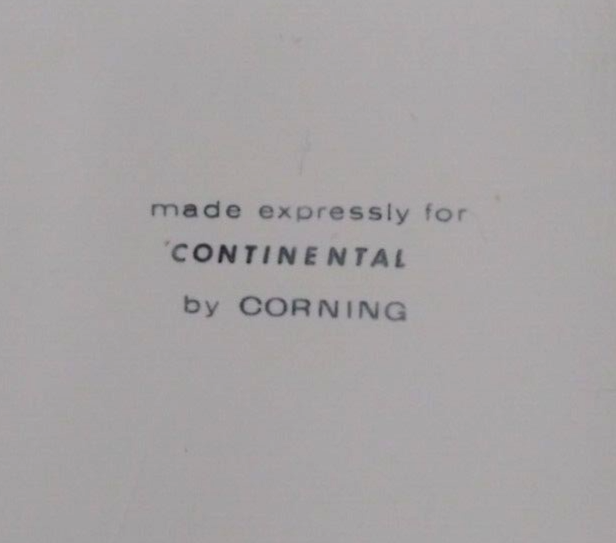 made expressly for
CONTINENTAL
by CORNING